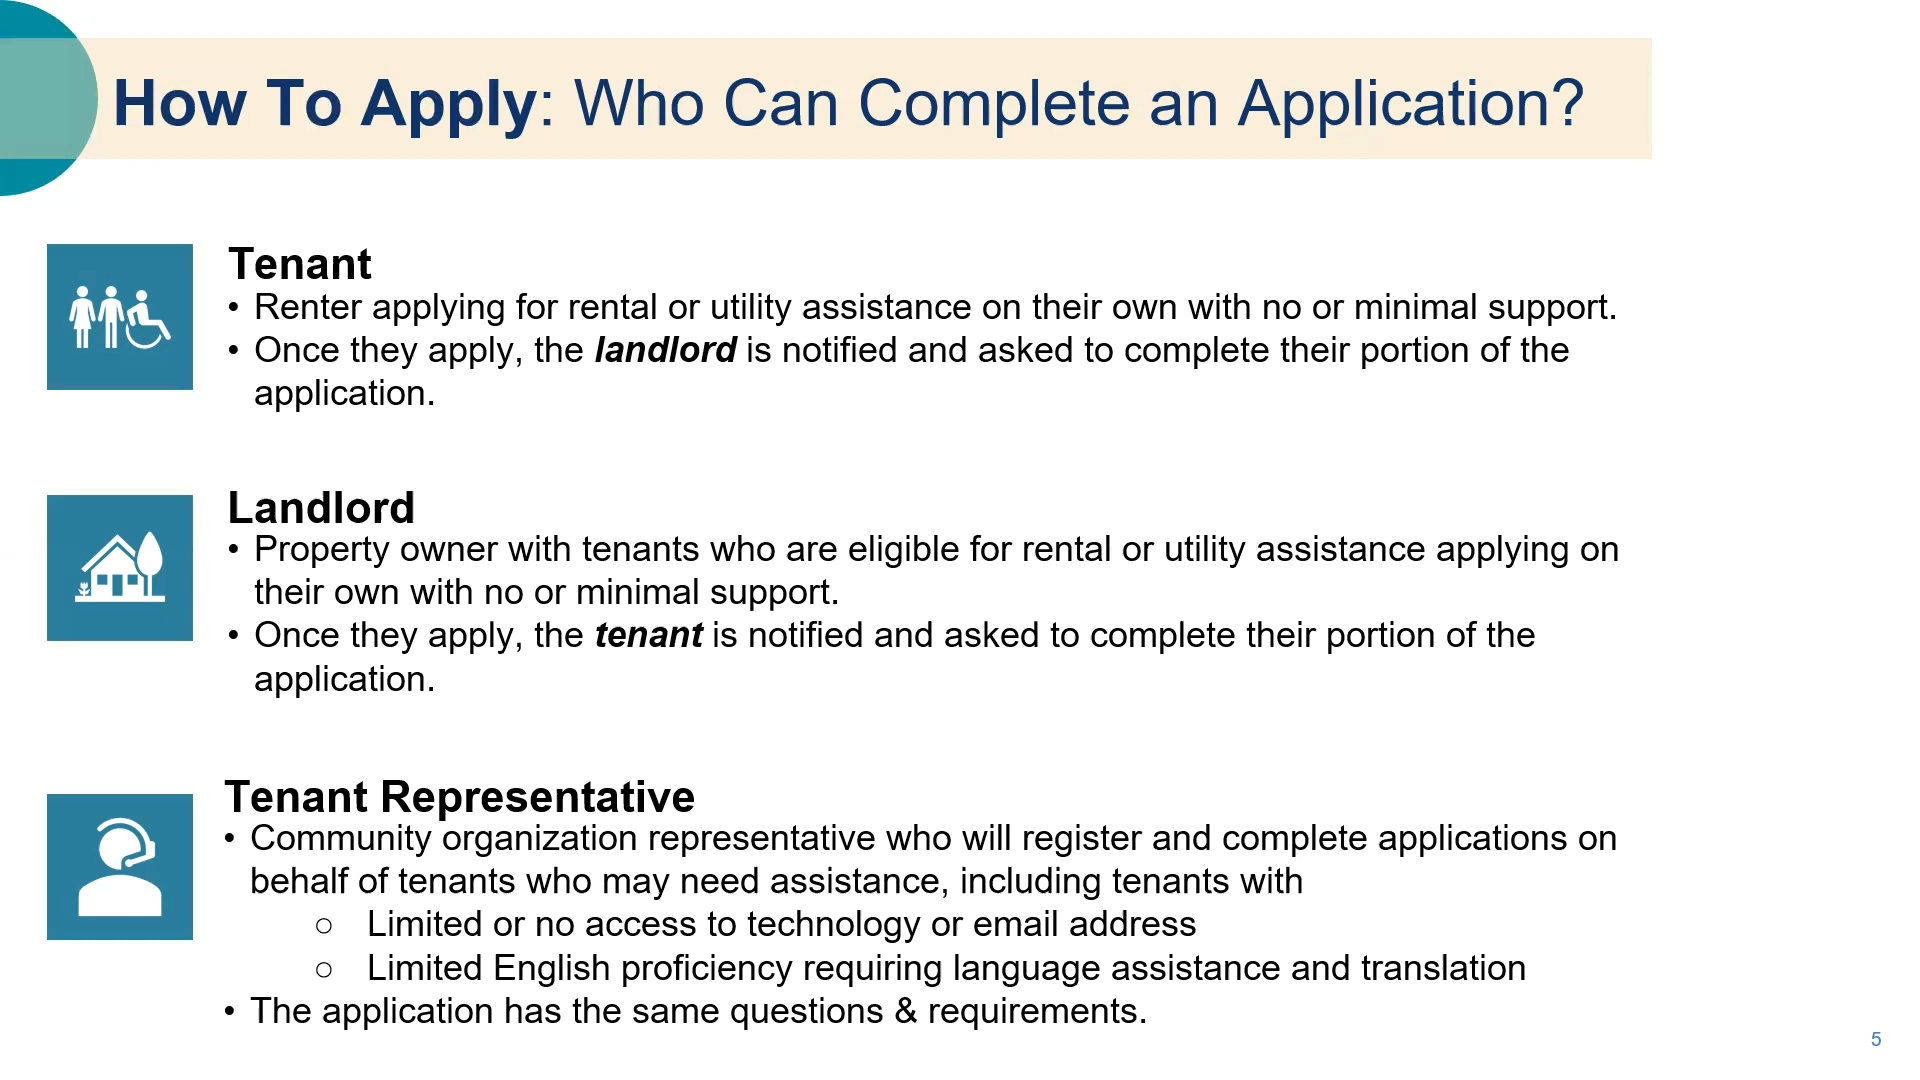 How To Apply: Who Can Complete an Application?
Tenant
• Renter applying for rental or utility assistance on their own with no or minimal support.
• Once they apply, the landlord is notified and asked to complete their portion of the
application.
Landlord
• Property owner with tenants who are eligible for rental or utility assistance applying on
their own with no or minimal support.
• Once they apply, the tenant is notified and asked to complete their portion of the
application.
Tenant Representative
• Community organization representative who will register and complete applications on
behalf of tenants who may need assistance, including tenants with
○ Limited or no access to technology or email address
○ Limited English proficiency requiring language assistance and translation
• The application has the same questions & requirements.
5